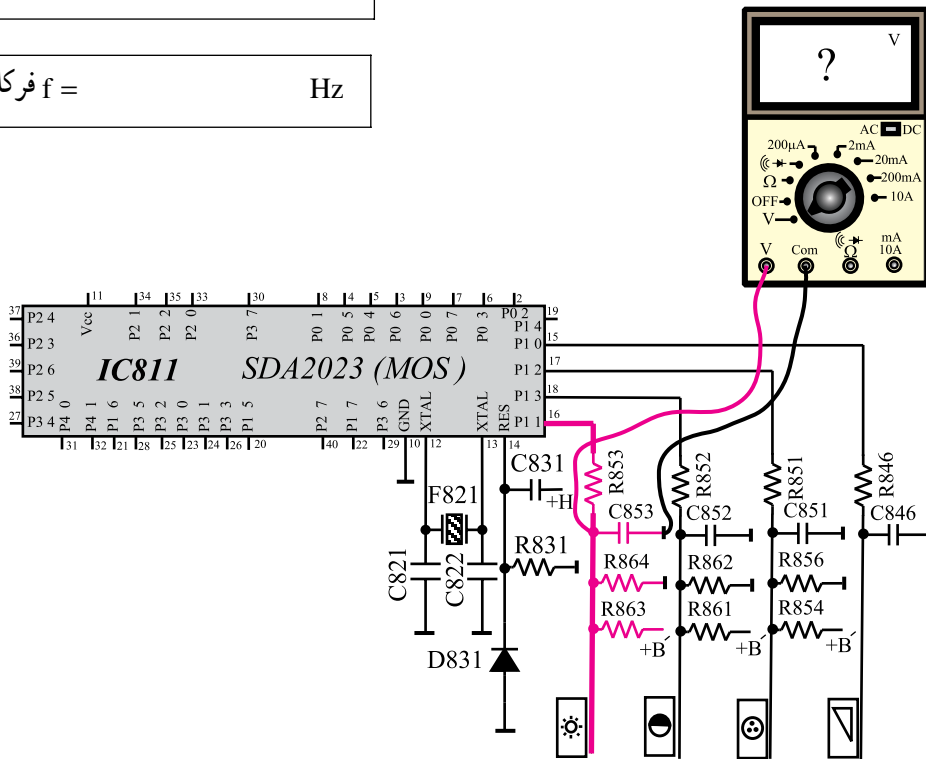 f = Hz
V
?
AC DC
200µA 2mA
20mA
Ω 200mA
OFF 10A
V
V Com Ω mA
10A
11 34 35 33 30 8 4 5 3 9 7 6 2
37 P2 4 Vcc P2 1 P2 2 P2 0 P3 7 P0 1 P0 5 P0 4 P0 6 P0 0 P0 7 P0 3 P0 2 19
P1 4
36 P2 3 P1 0 15
39 P2 6 IC811 SDA2023 (MOS) P1 2 17
38 P2 5 P1 3 18
27 P3 4 P4 0 P4 1 P1 6 P3 5 P3 2 P3 0 P3 1 P3 3 P1 5 P2 7 P1 7 P3 6 GND XTAL XTAL RES P1 1 16
31 32 21 28 25 23 24 26 20 40 22 29 10 12 13 14
C831
+H
R853 R852 R851 R846
F821
C853 C852 C851 C846
C821 C822 R831
R864 R862 R856
R863 R861 R854
+B´ +B´ +B´
D831